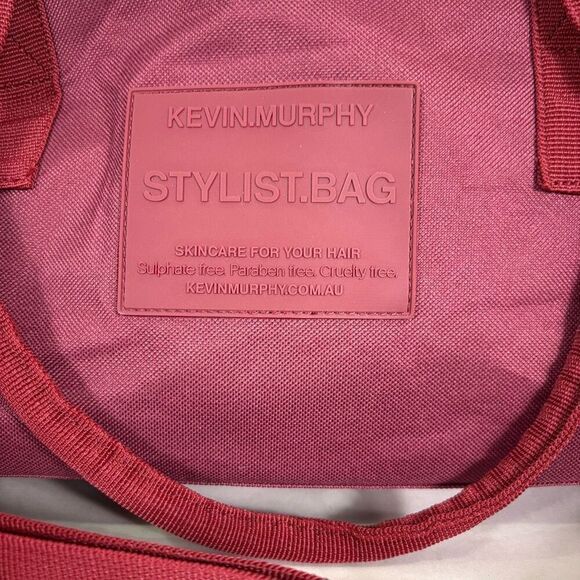 KEVIN.MURPHY
STYLIST.BAG
SKINCARE FOR YOUR HAIR
Sulphate free. Paraben free. Cruelty free.
KEVINMURPHY.COM.AU